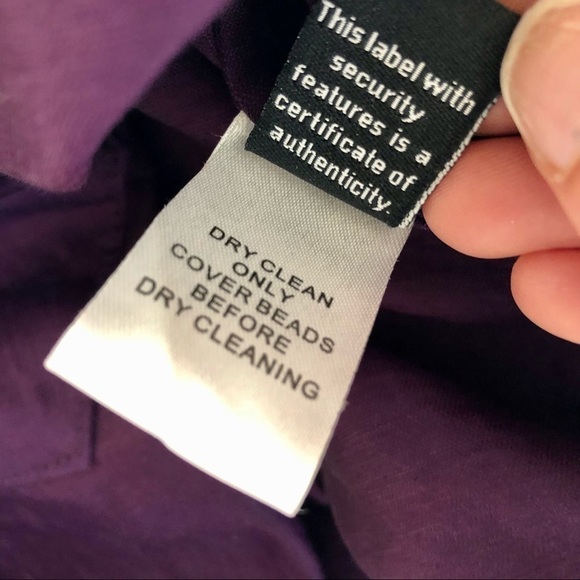 This label with
security
features is a
certificate of
authenticity.
DRY CLEAN
ONLY
COVER BEADS
BEFORE
DRY CLEANING